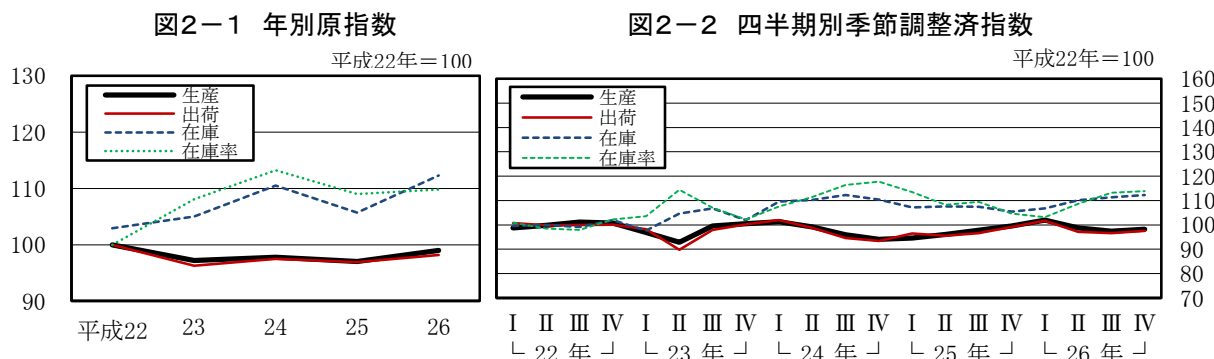 図2－1 年別原指数
平成22年＝100
130
120
110
100
90
生産
出荷
在庫
在庫率
平成22 23 24 25 26
図2－2 四半期別季節調整済指数
平成22年＝100
生産
出荷
在庫
在庫率
160
150
140
130
120
110
100
90
80
70
Ⅰ Ⅱ Ⅲ Ⅳ Ⅰ Ⅱ Ⅲ Ⅳ Ⅰ Ⅱ Ⅲ Ⅳ Ⅰ Ⅱ Ⅲ Ⅳ Ⅰ Ⅱ Ⅲ Ⅳ
└ 22 年 ┘ └ 23 年 ┘ └ 24 年 ┘ └ 25 年 ┘ └ 26 年 ┘